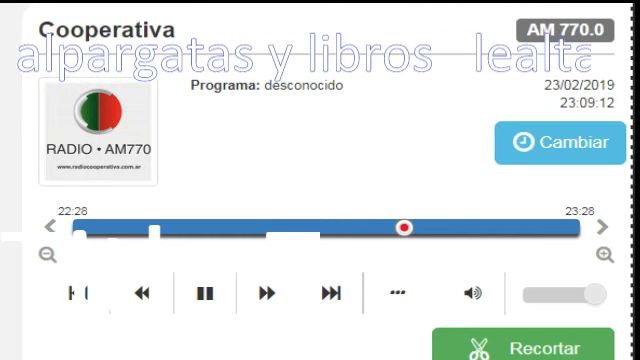 Cooperativa
AM 770.0
alpargatas y libros lealta
Programa: desconocido
23/02/2019
23:09:12
RADIO • AM770
www.radiocooperativa.com.ar
Cambiar
22:28
23:28
Recortar